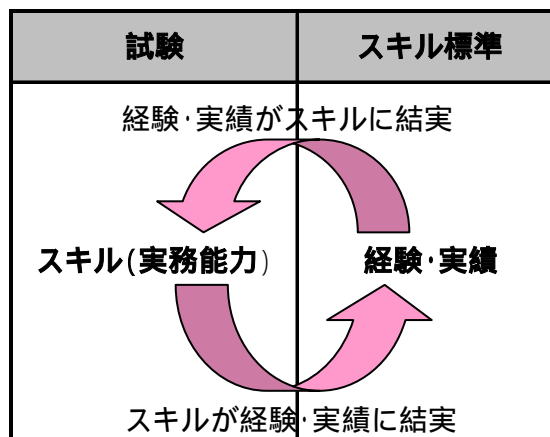 試験
スキル標準
経験･実績がスキルに結実
スキル(実務能力)
経験･実績
スキルが経験･実績に結実